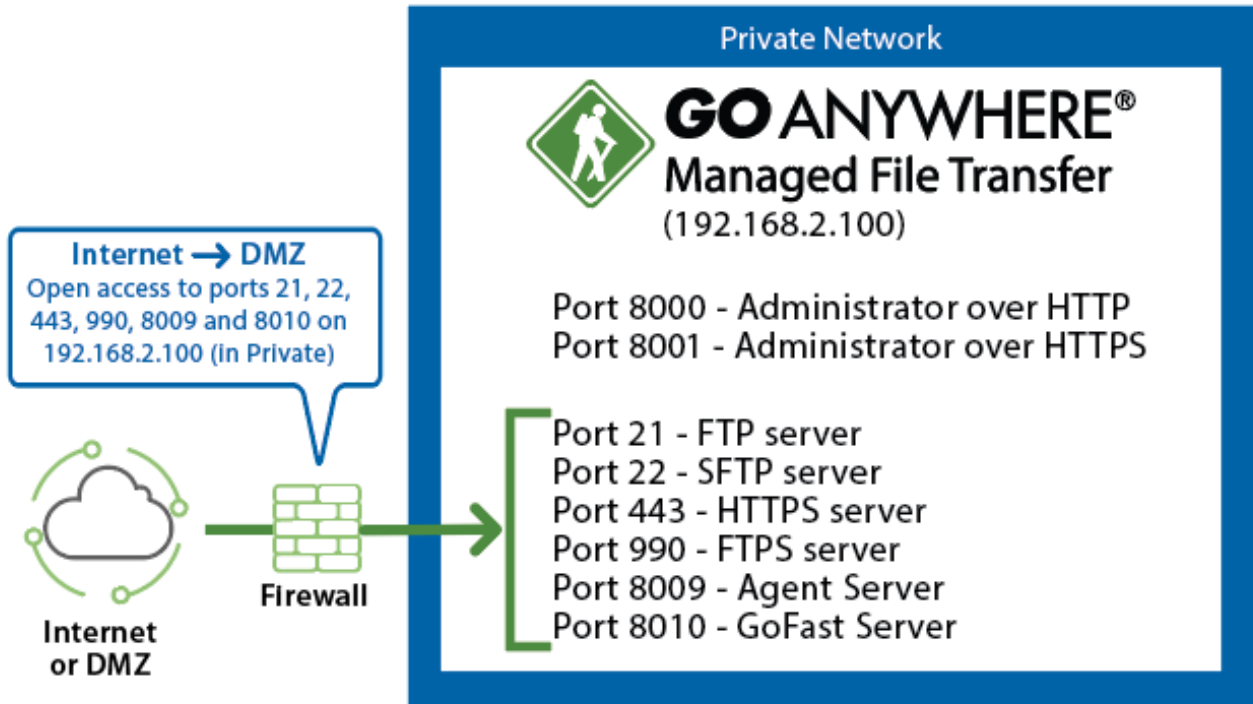 Private Network
GO ANYWHERE®
Managed File Transfer
(192.168.2.100)
Internet → DMZ
Open access to ports 21, 22,
443, 990, 8009 and 8010 on
192.168.2.100 (in Private)
Port 8000 - Administrator over HTTP
Port 8001 - Administrator over HTTPS
Port 21 - FTP server
Port 22 - SFTP server
Port 443 - HTTPS server
Port 990 - FTPS server
Port 8009 - Agent Server
Port 8010 - GoFast Server
Firewall
Internet
or DMZ